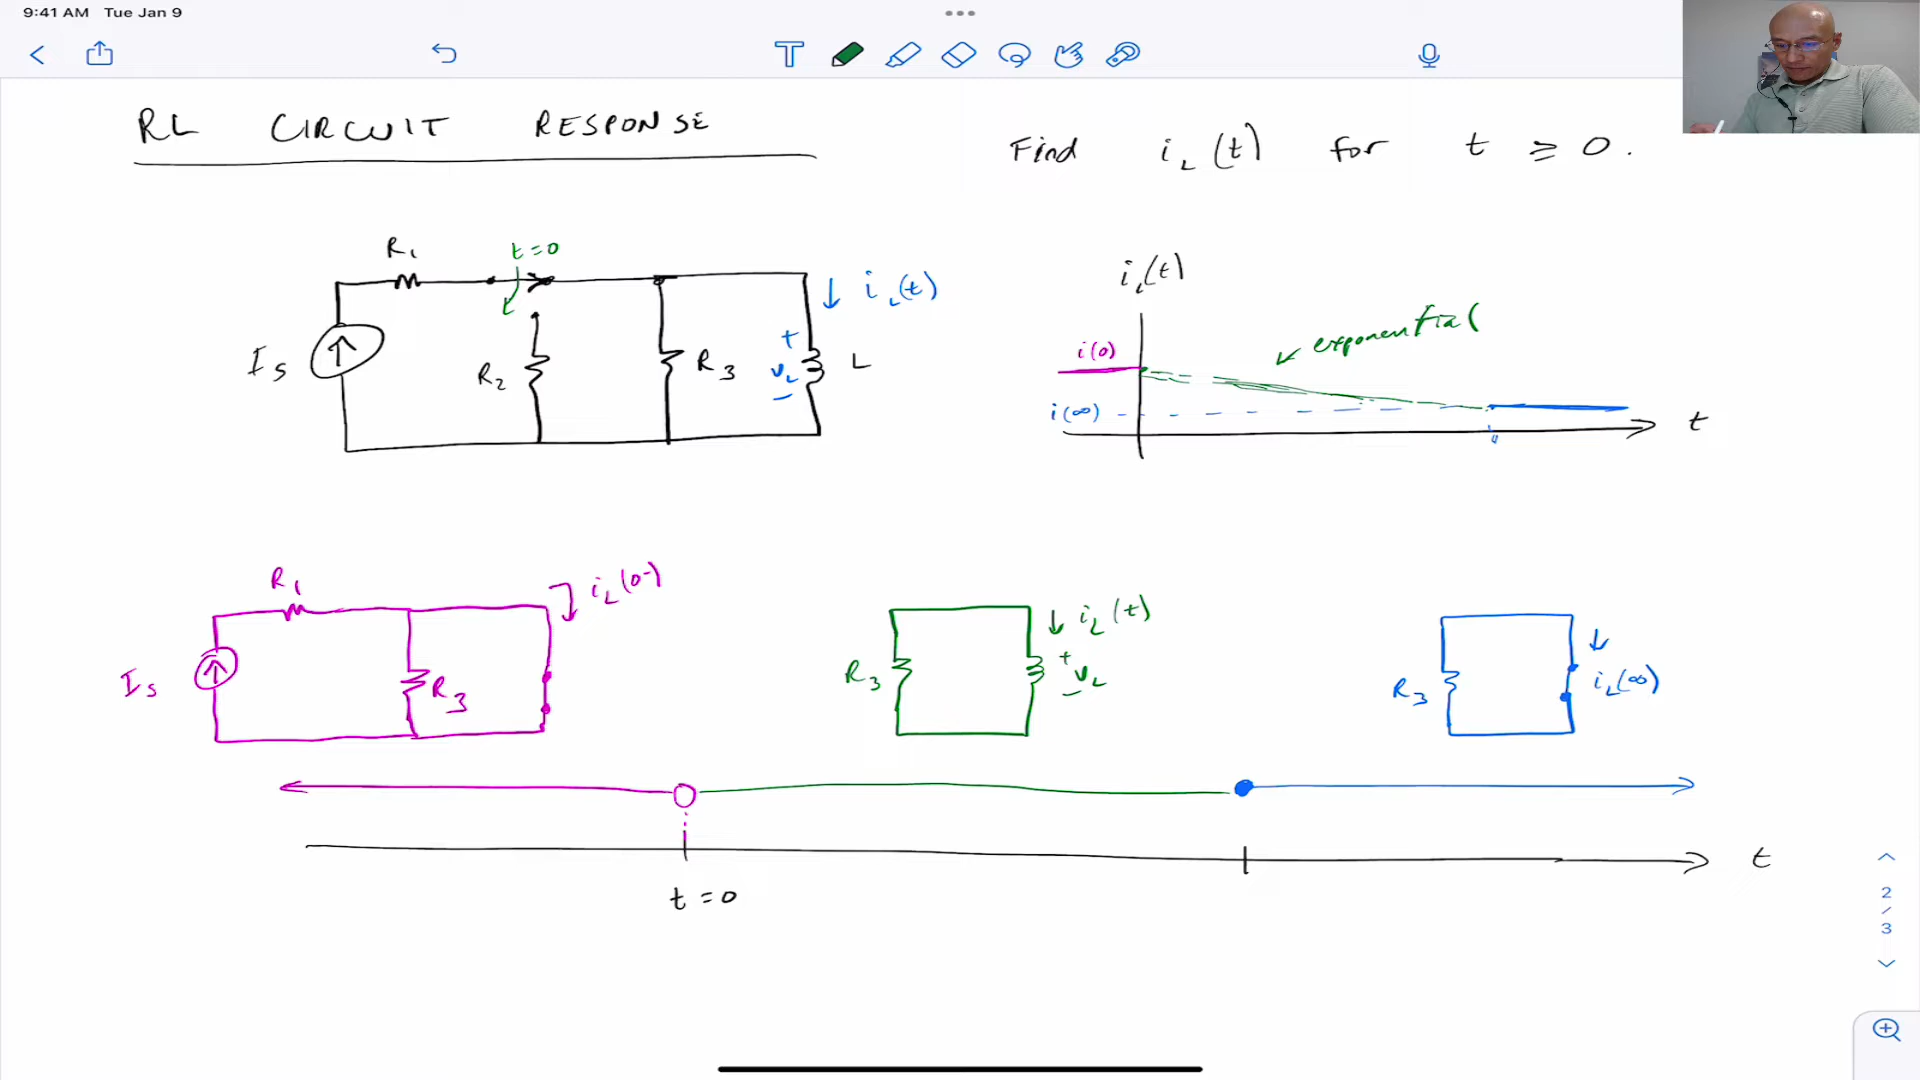 9:41 AM Tue Jan 9
RL CIRCUIT RESPONSE
Find i_L(t) for t ≥ 0.
R₁
t=0
I_S
R₂
R₃
+
v_L
−
L
↓ i_L(t)
i_L(t)
i(0)
i(∞)
exponential
t
R₁
i_L(0-)
I_S
R₃
R₃
↓ i_L(t)
+
v_L
−
R₃
↓
i_L(∞)
t
t=0
2
/
3